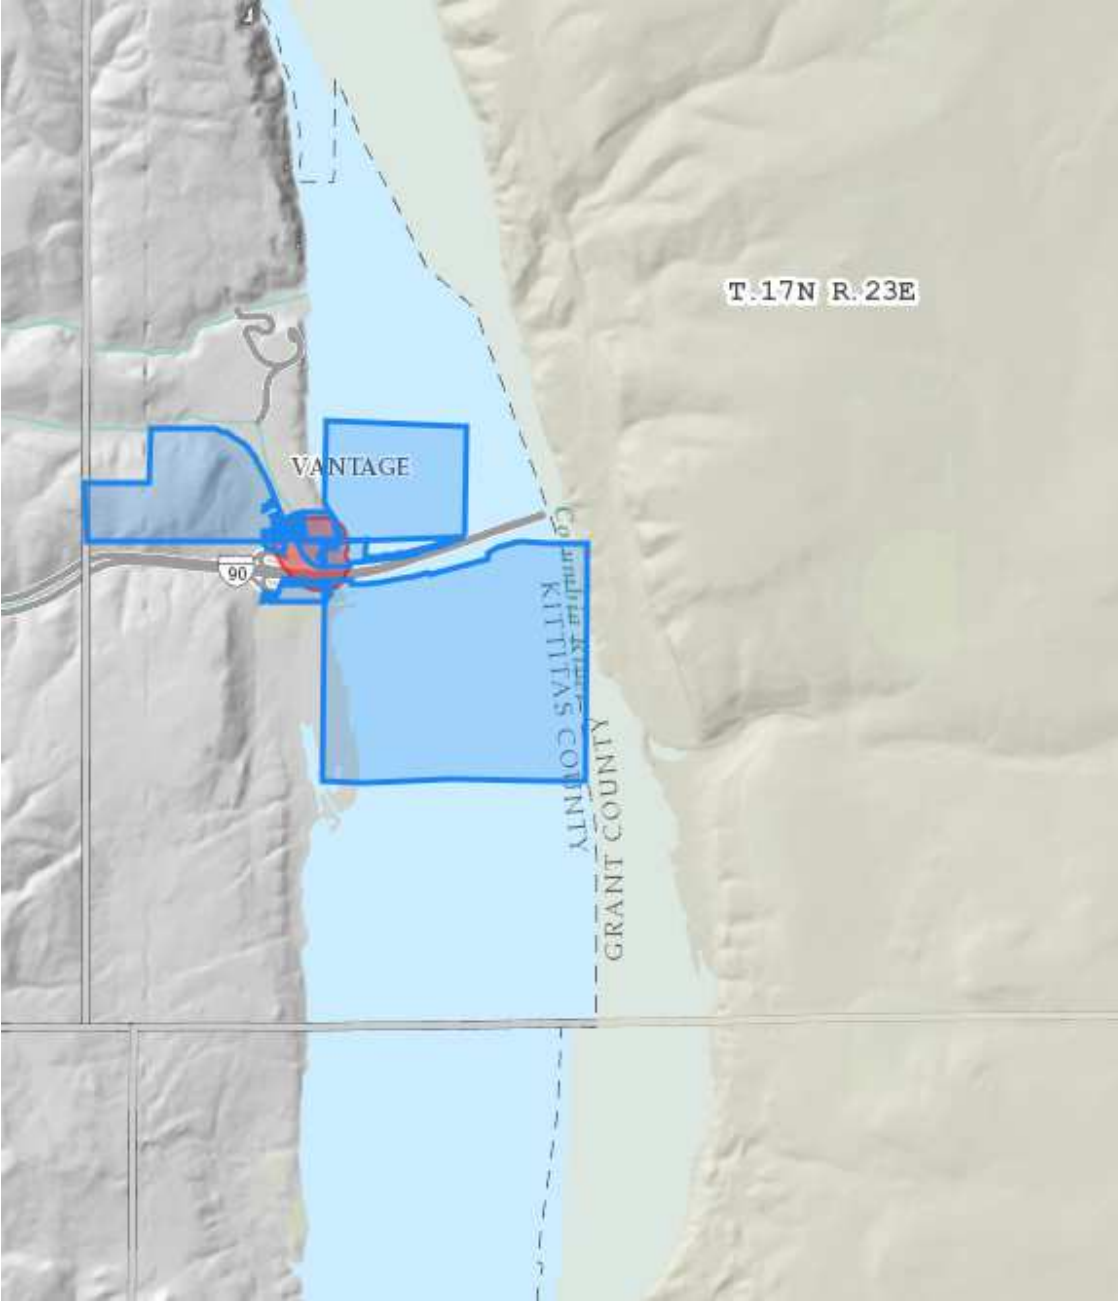 T.17N R.23E
VANTAGE
90
Columbia River
KITTITAS COUNTY
GRANT COUNTY